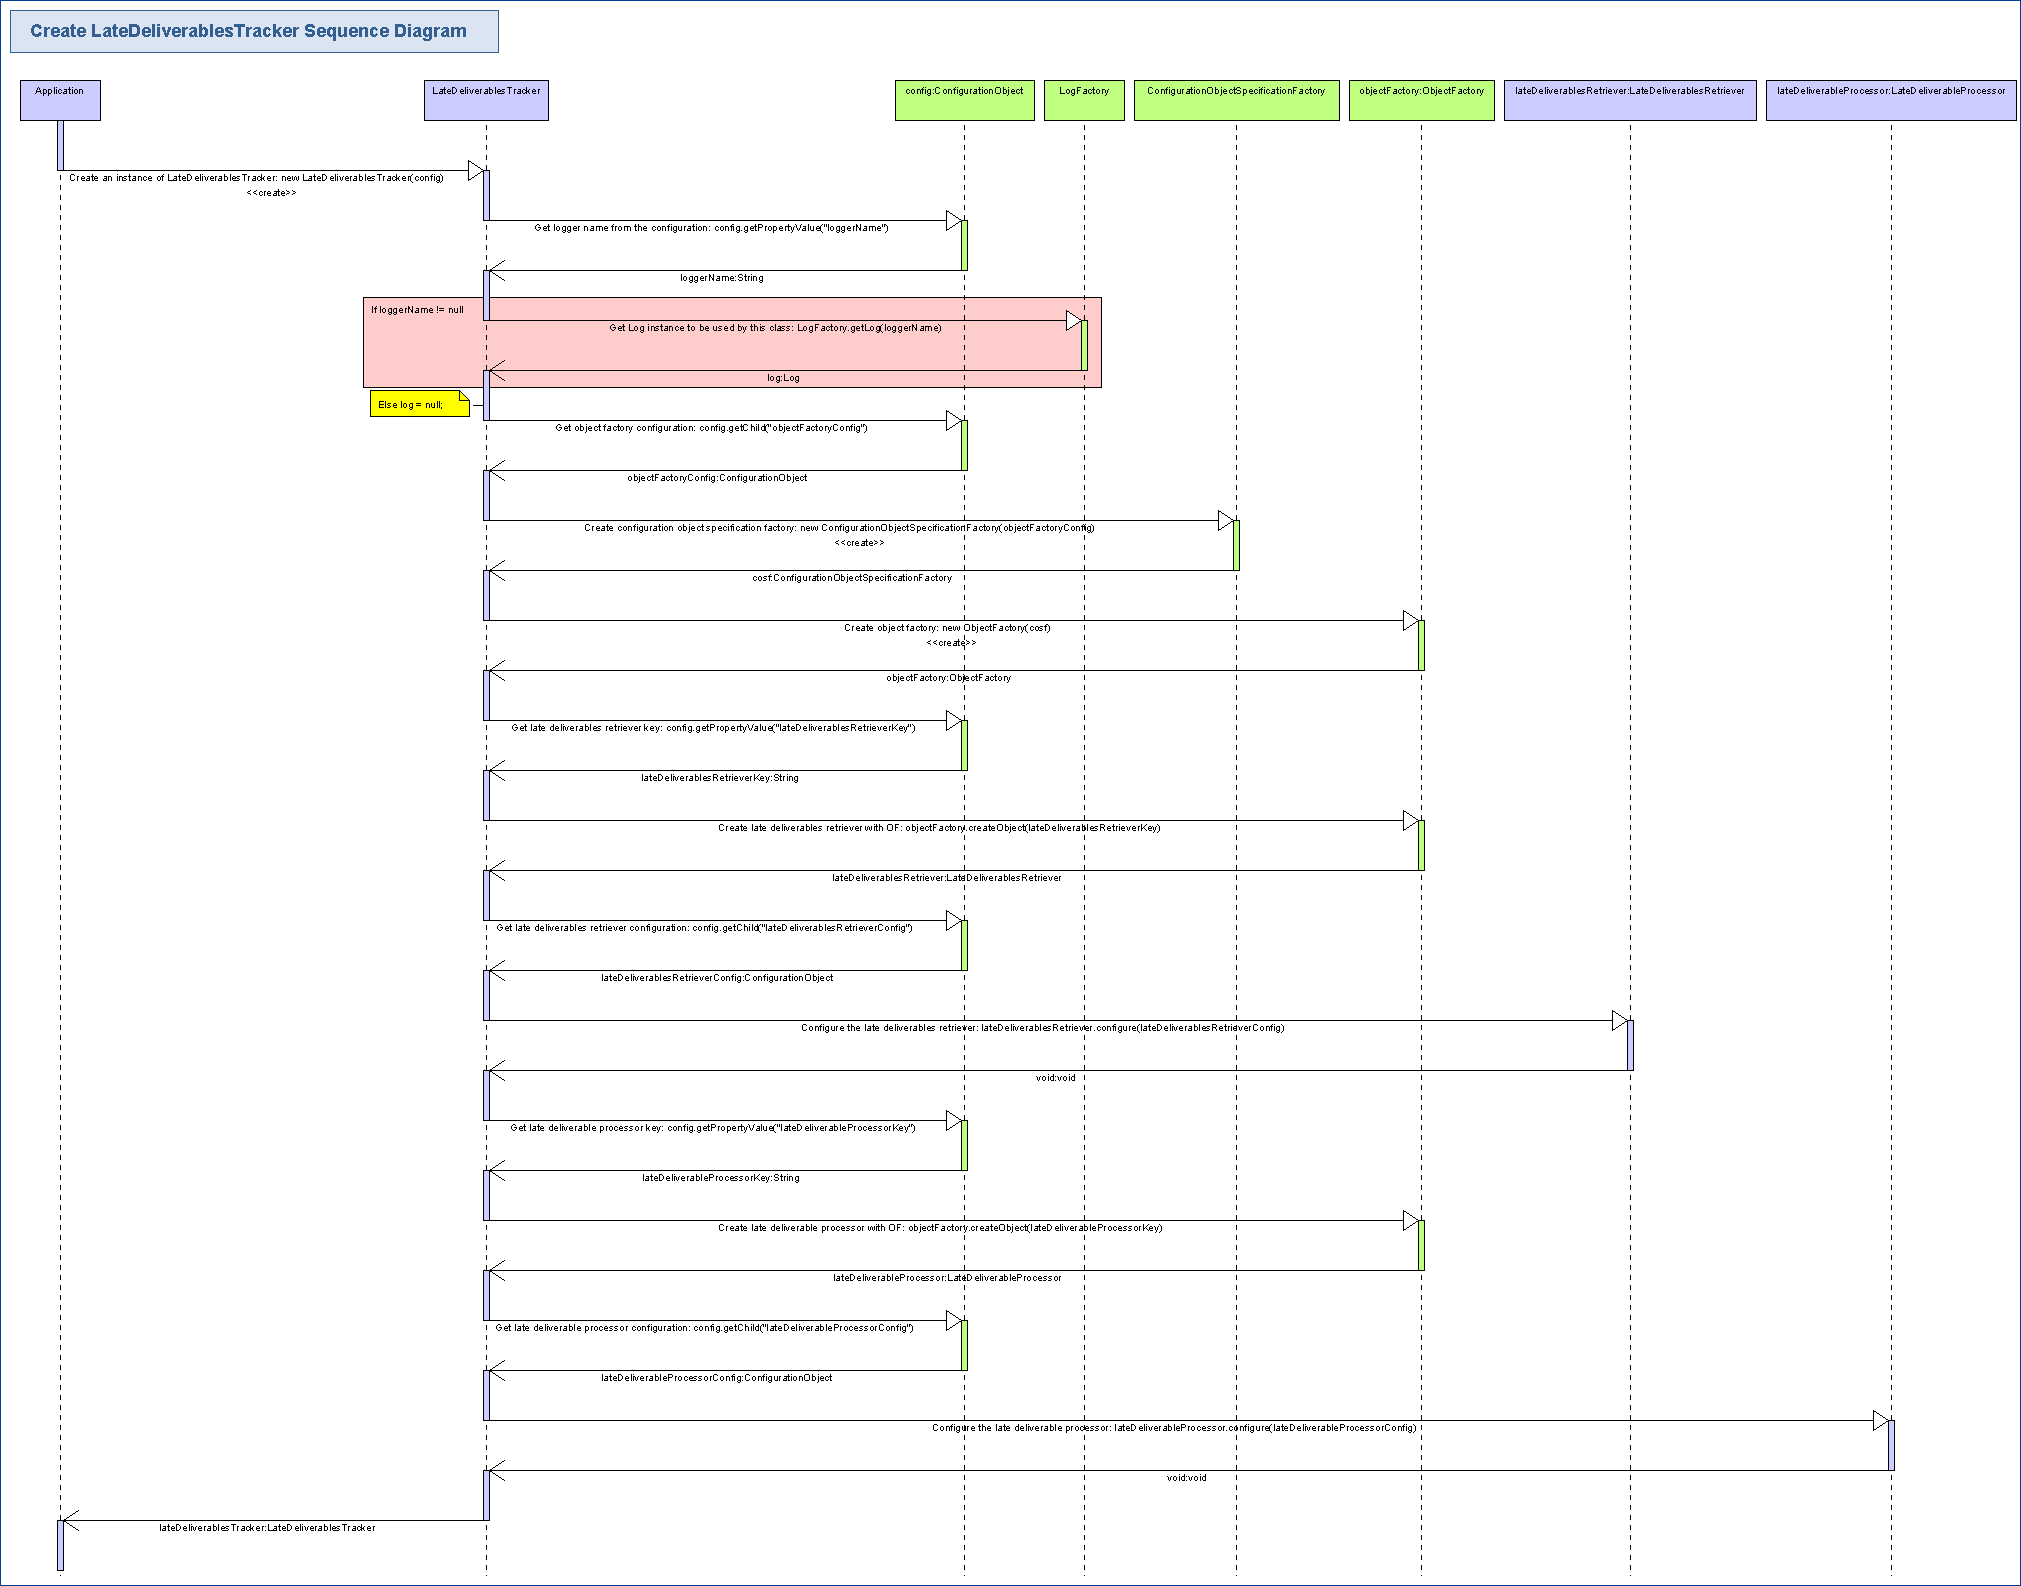 Create LateDeliverablesTracker Sequence Diagram
Application
LateDeliverablesTracker
config:ConfigurationObject
LogFactory
ConfigurationObjectSpecificationFactory
objectFactory:ObjectFactory
lateDeliverablesRetriever:LateDeliverablesRetriever
lateDeliverableProcessor:LateDeliverableProcessor
Create an instance of LateDeliverablesTracker: new LateDeliverablesTracker(config)
<<create>>
Get logger name from the configuration: config.getPropertyValue("loggerName")
loggerName:String
If loggerName != null
Get Log instance to be used by this class: LogFactory.getLog(loggerName)
log:Log
Else log = null;
Get object factory configuration: config.getChild("objectFactoryConfig")
objectFactoryConfig:ConfigurationObject
Create configuration object specification factory: new ConfigurationObjectSpecificationFactory(objectFactoryConfig)
<<create>>
cosf:ConfigurationObjectSpecificationFactory
Create object factory: new ObjectFactory(cosf)
<<create>>
objectFactory:ObjectFactory
Get late deliverables retriever key: config.getPropertyValue("lateDeliverablesRetrieverKey")
lateDeliverablesRetrieverKey:String
Create late deliverables retriever with OF: objectFactory.createObject(lateDeliverablesRetrieverKey)
lateDeliverablesRetriever:LateDeliverablesRetriever
Get late deliverables retriever configuration: config.getChild("lateDeliverablesRetrieverConfig")
lateDeliverablesRetrieverConfig:ConfigurationObject
Configure the late deliverables retriever: lateDeliverablesRetriever.configure(lateDeliverablesRetrieverConfig)
void:void
Get late deliverable processor key: config.getPropertyValue("lateDeliverableProcessorKey")
lateDeliverableProcessorKey:String
Create late deliverable processor with OF: objectFactory.createObject(lateDeliverableProcessorKey)
lateDeliverableProcessor:LateDeliverableProcessor
Get late deliverable processor configuration: config.getChild("lateDeliverableProcessorConfig")
lateDeliverableProcessorConfig:ConfigurationObject
Configure the late deliverable processor: lateDeliverableProcessor.configure(lateDeliverableProcessorConfig)
void:void
lateDeliverablesTracker:LateDeliverablesTracker